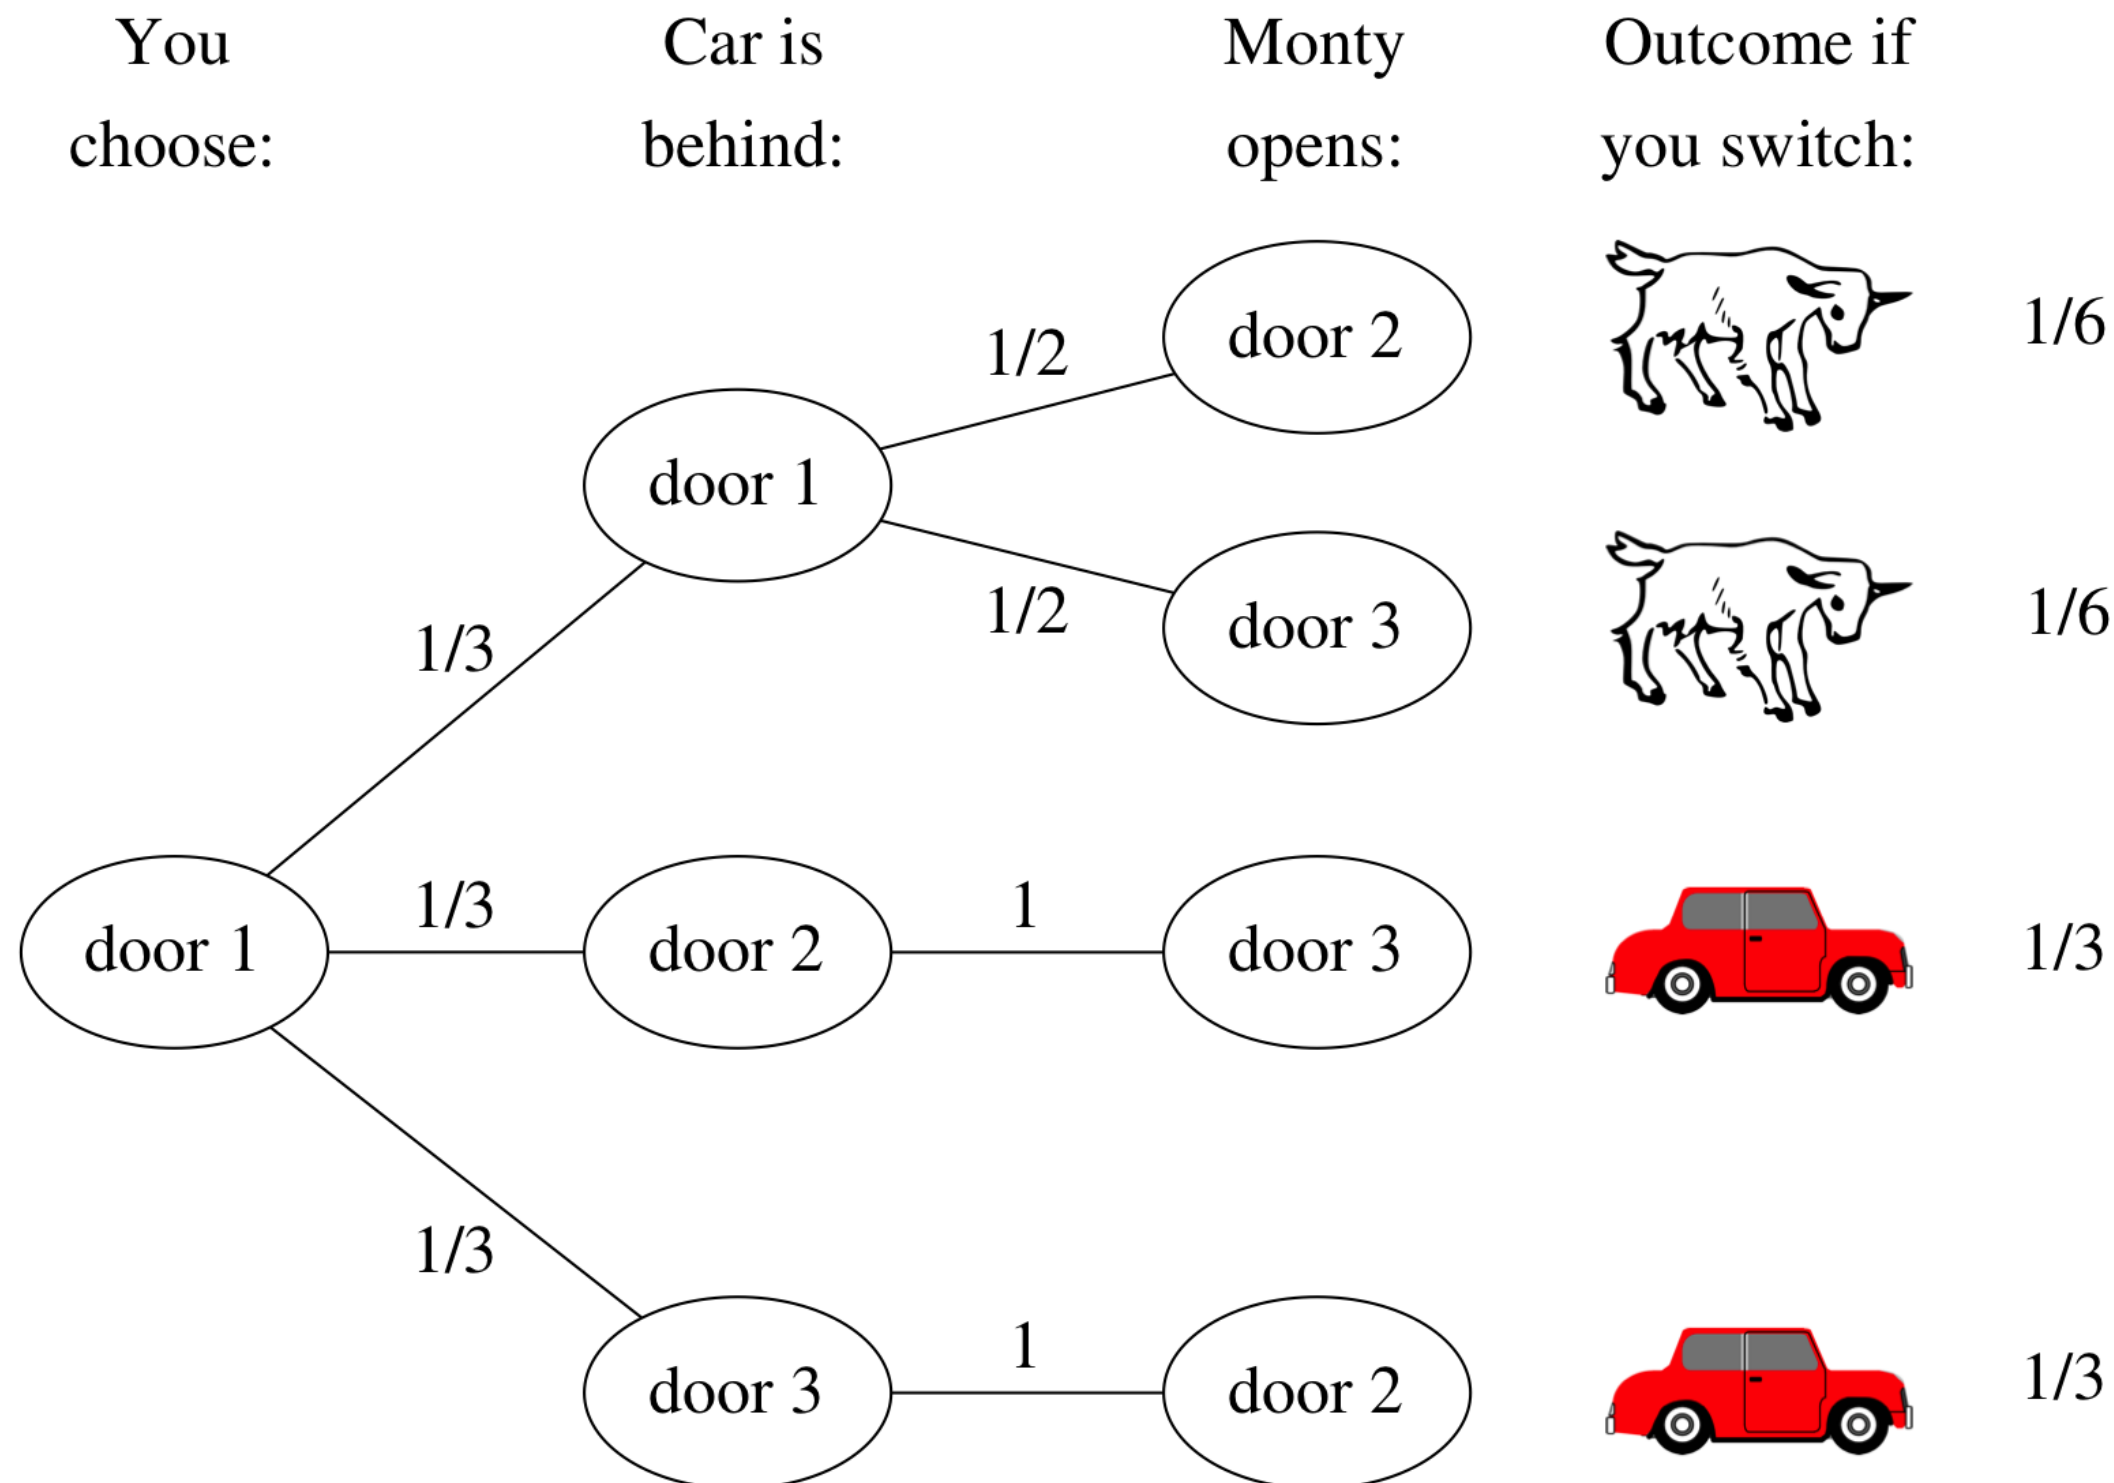 You
choose:
Car is
behind:
Monty
opens:
Outcome if
you switch:
door 2
1/6
1/2
door 1
1/2
door 3
1/6
1/3
door 1
1/3
door 2
1
door 3
1/3
1/3
door 3
1
door 2
1/3